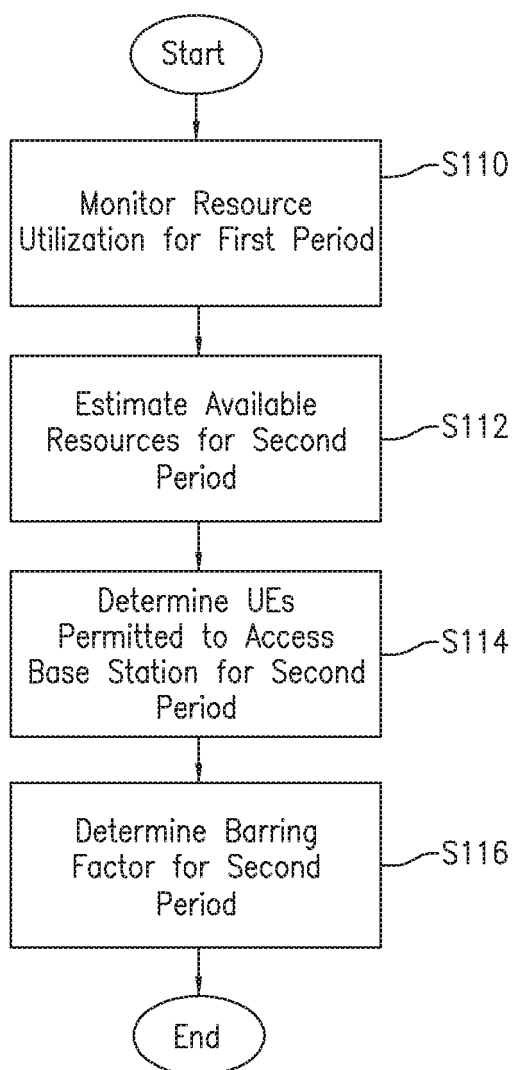 Start
Monitor Resource
Utilization for First Period
S110
Estimate Available
Resources for Second
Period
S112
Determine UEs
Permitted to Access
Base Station for Second
Period
S114
Determine Barring
Factor for Second
Period
S116
End